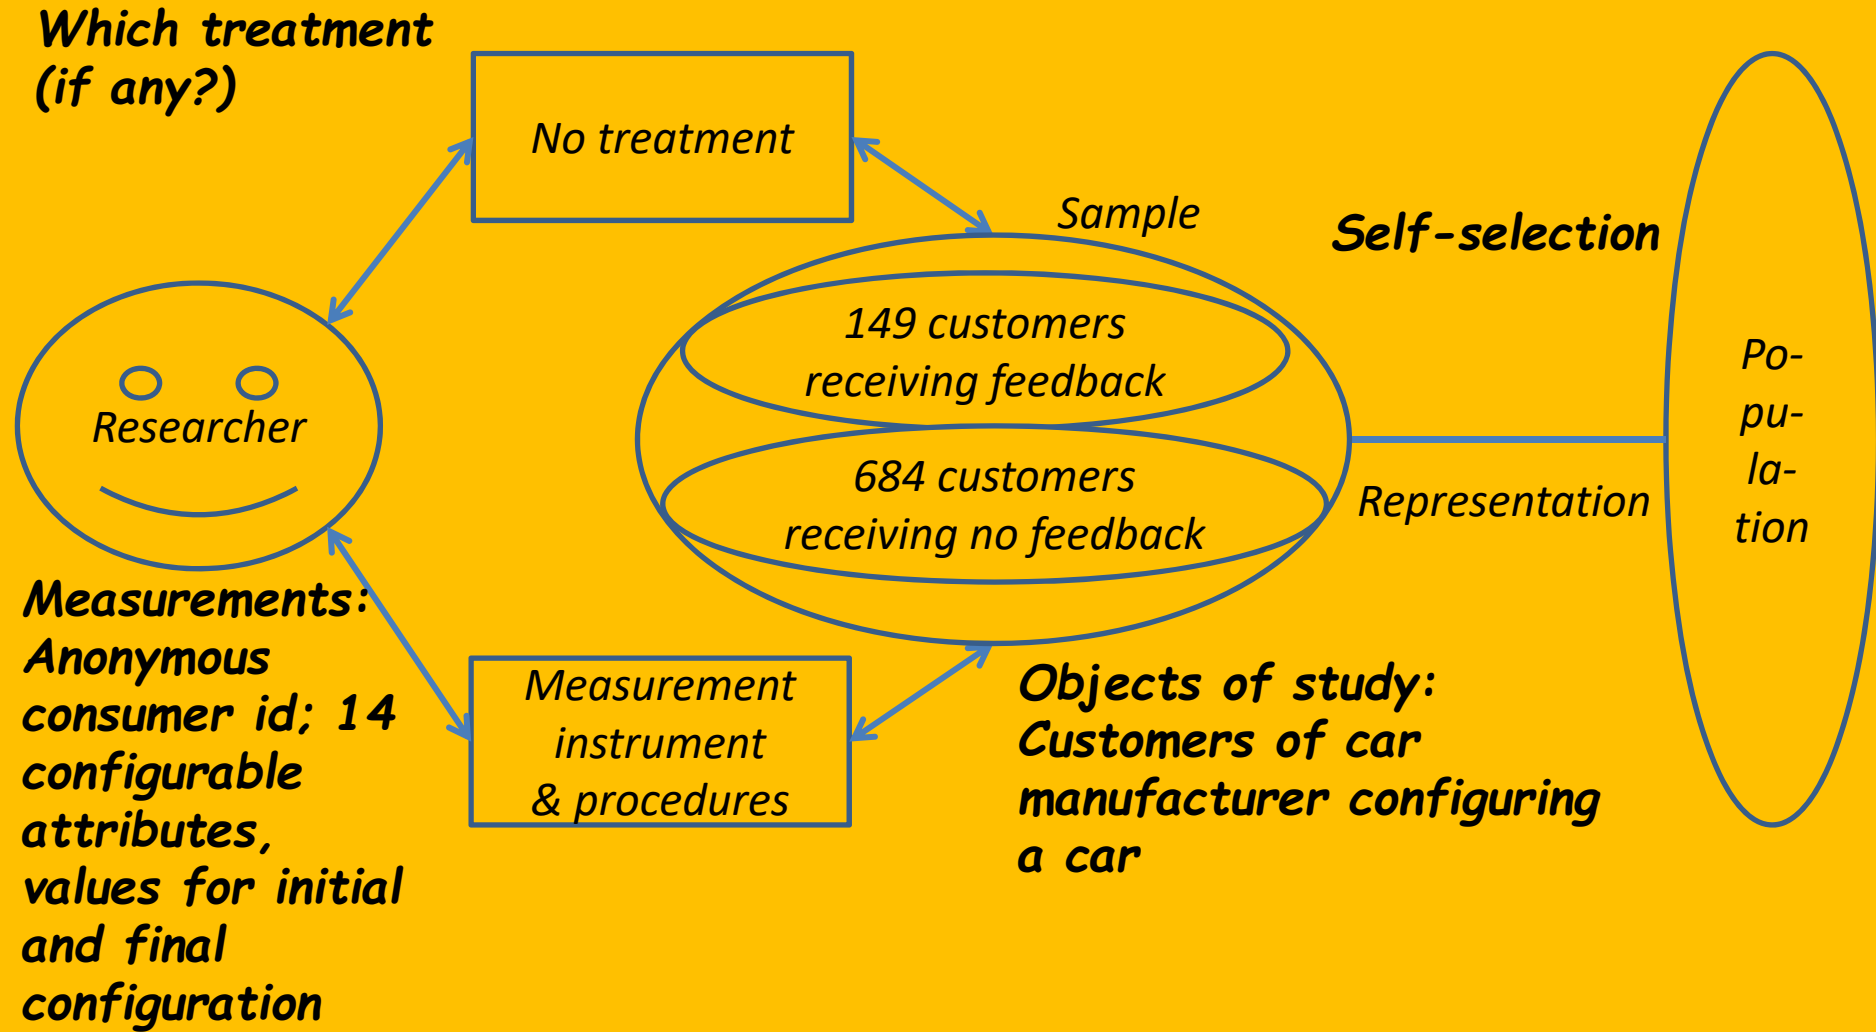 Which treatment
(if any?)
No treatment
Sample
Self-selection
149 customers
receiving feedback
684 customers
receiving no feedback
Researcher
Representation
Po-
pu-
la-
tion
Measurements:
Anonymous
consumer id; 14
configurable
attributes,
values for initial
and final
configuration
Measurement
instrument
& procedures
Objects of study:
Customers of car
manufacturer configuring
a car